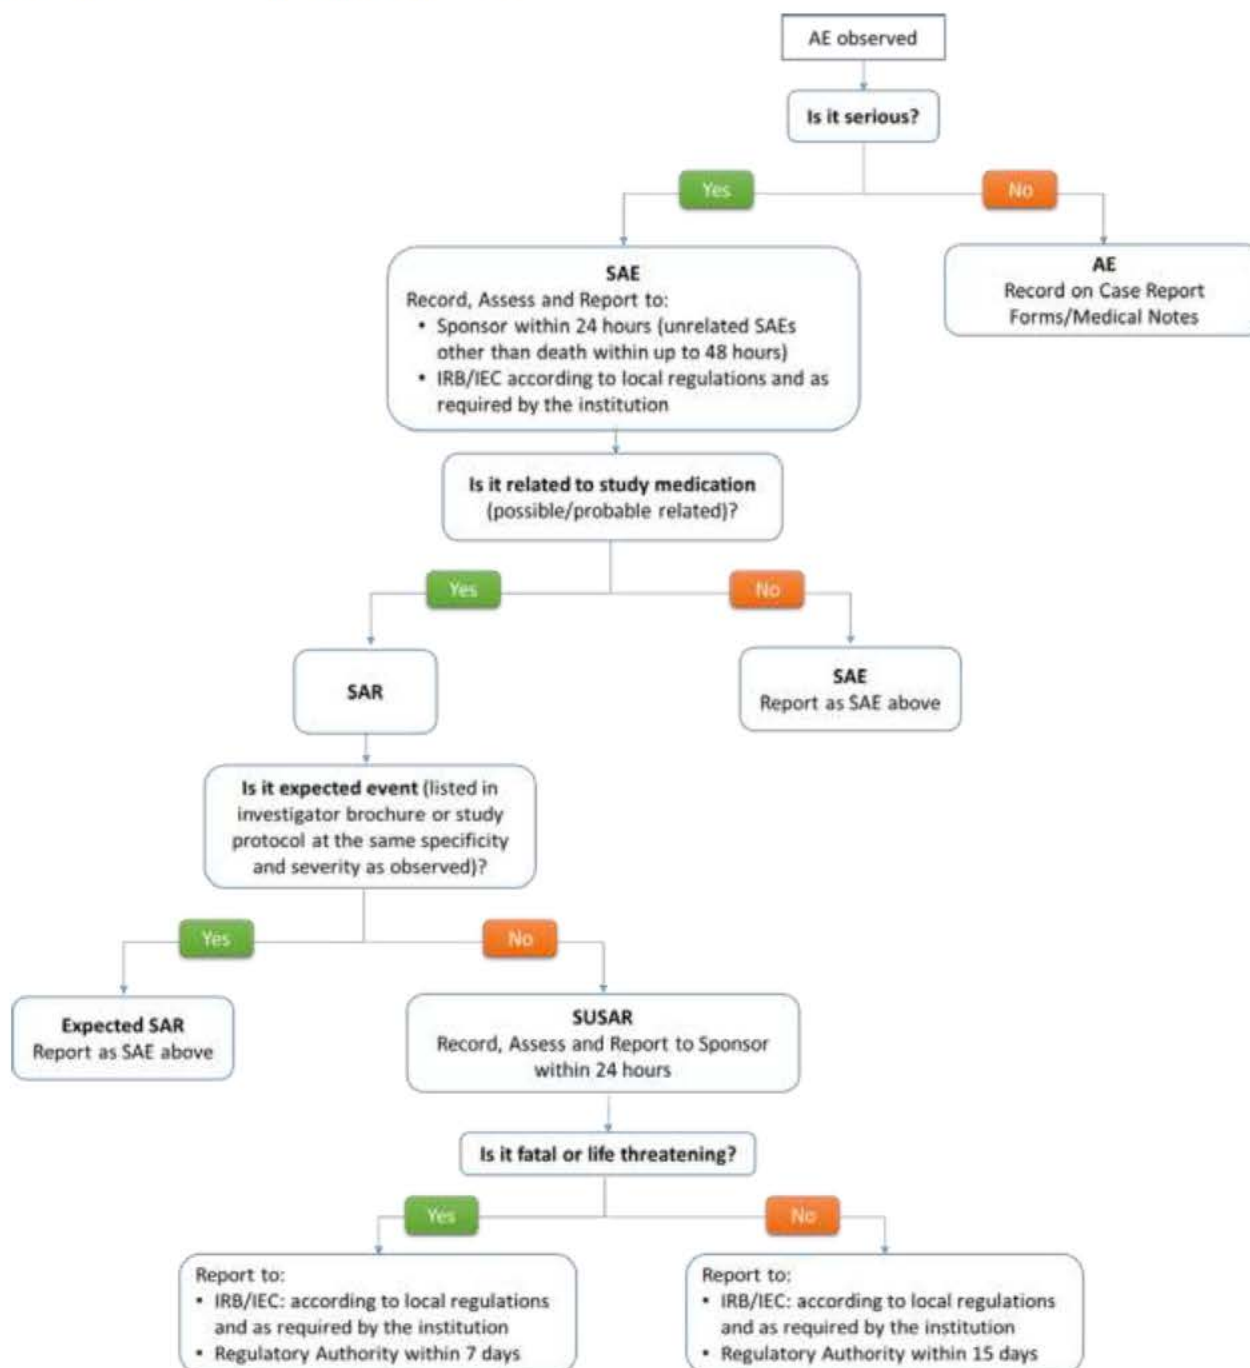 AE observed
Is it serious?
Yes
No
SAE
Record, Assess and Report to:
• Sponsor within 24 hours (unrelated SAEs
other than death within up to 48 hours)
• IRB/IEC according to local regulations and as
required by the institution
AE
Record on Case Report
Forms/Medical Notes
Is it related to study medication
(possible/probable related)?
Yes
No
SAR
SAE
Report as SAE above
Is it expected event (listed in
investigator brochure or study
protocol at the same specificity
and severity as observed)?
Yes
No
Expected SAR
Report as SAE above
SUSAR
Record, Assess and Report to Sponsor
within 24 hours
Is it fatal or life threatening?
Yes
No
Report to:
• IRB/IEC: according to local regulations
and as required by the institution
• Regulatory Authority within 7 days
Report to:
• IRB/IEC: according to local regulations
and as required by the institution
• Regulatory Authority within 15 days